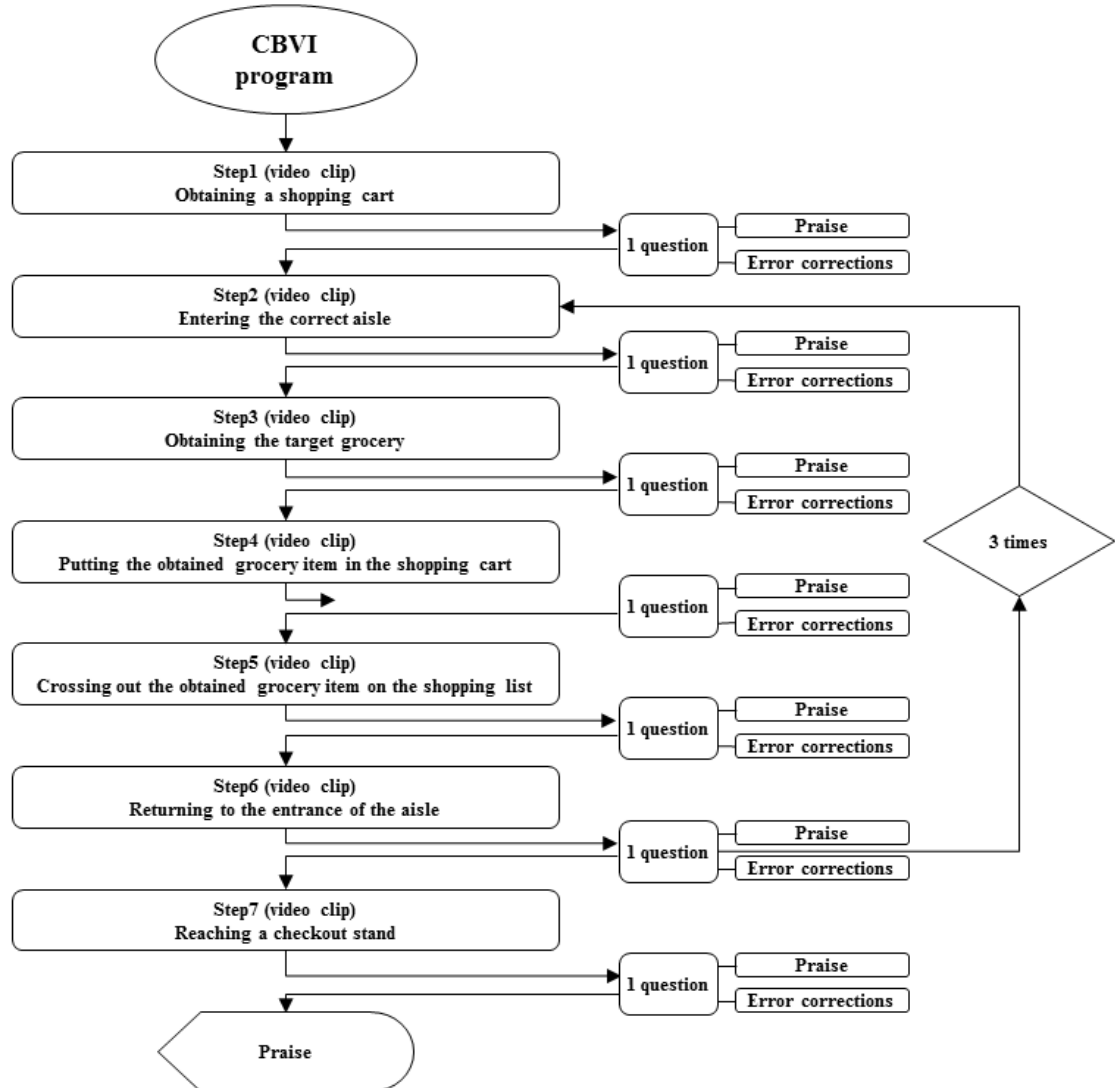 CBVI
program
Step1 (video clip)
Obtaining a shopping cart
1 question
Praise
Error corrections
Step2 (video clip)
Entering the correct aisle
1 question
Praise
Error corrections
Step3 (video clip)
Obtaining the target grocery
1 question
Praise
Error corrections
3 times
Step4 (video clip)
Putting the obtained grocery item in the shopping cart
1 question
Praise
Error corrections
Step5 (video clip)
Crossing out the obtained grocery item on the shopping list
1 question
Praise
Error corrections
Step6 (video clip)
Returning to the entrance of the aisle
1 question
Praise
Error corrections
Step7 (video clip)
Reaching a checkout stand
1 question
Praise
Error corrections
Praise